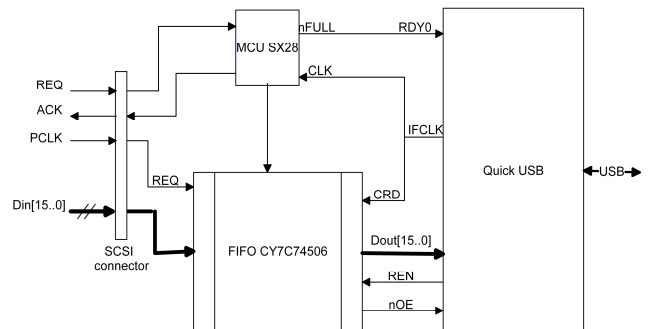 nFULL
RDY0
MCU SX28
CLK
REQ
ACK
IFCLK
PCLK
Quick USB
USB
REQ
CRD
Din[15..0]
Dout[15..0]
FIFO CY7C74506
SCSI
connector
REN
nOE